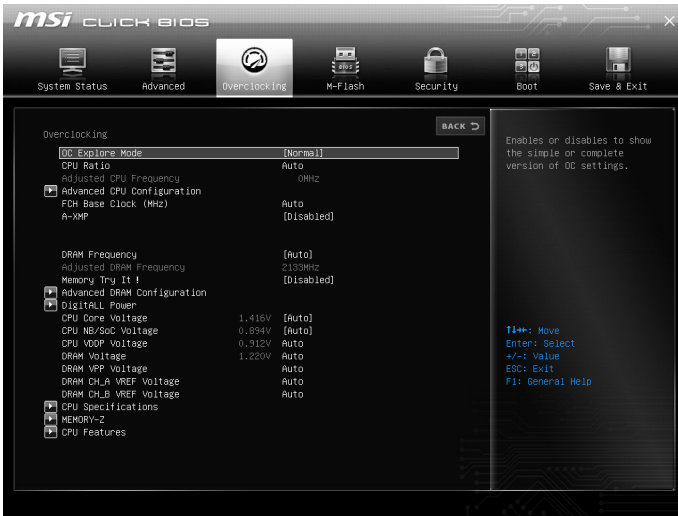 msi CLICK BIOS
System Status Advanced Overclocking M-Flash Security Boot Save & Exit
BACK
Overclocking
OC Explore Mode [Normal]
CPU Ratio Auto
Adjusted CPU Frequency 0MHz
Advanced CPU Configuration
FCH Base Clock (MHz) Auto
A-XMP [Disabled]
DRAM Frequency [Auto]
Adjusted DRAM Frequency 2133MHz
Memory Try It ! [Disabled]
Advanced DRAM Configuration
DigitALL Power
CPU Core Voltage 1.416V [Auto]
CPU NB/SoC Voltage 0.894V [Auto]
CPU VDDP Voltage 0.912V Auto
DRAM Voltage 1.220V Auto
DRAM VPP Voltage Auto
DRAM CH_A VREF Voltage Auto
DRAM CH_B VREF Voltage Auto
CPU Specifications
MEMORY-Z
CPU Features
Enables or disables to show
the simple or complete
version of OC settings.
↑↓→←: Move
Enter: Select
+/-: Value
ESC: Exit
F1: General Help